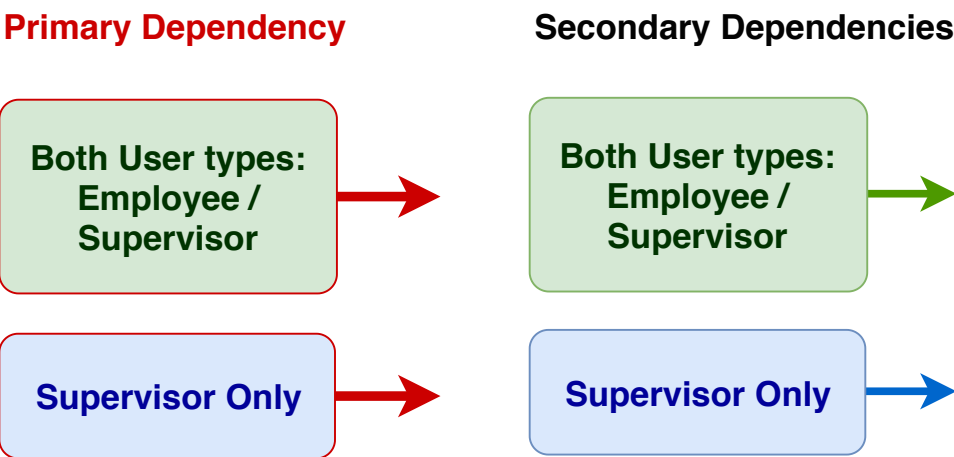 Primary Dependency
Secondary Dependencies
Both User types:
Employee /
Supervisor
Both User types:
Employee /
Supervisor
Supervisor Only
Supervisor Only